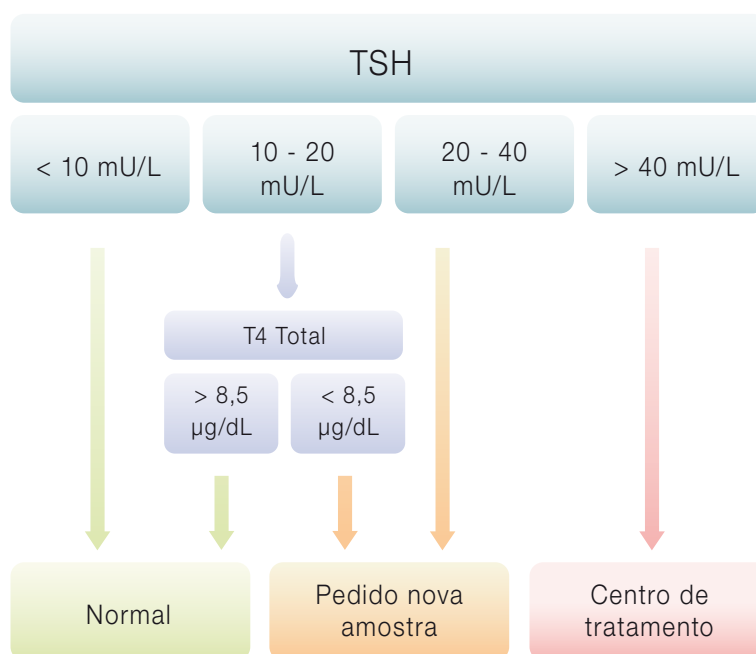 TSH
< 10 mU/L
10 - 20
mU/L
20 - 40
mU/L
> 40 mU/L
T4 Total
> 8,5
µg/dL
< 8,5
µg/dL
Normal
Pedido nova
amostra
Centro de
tratamento